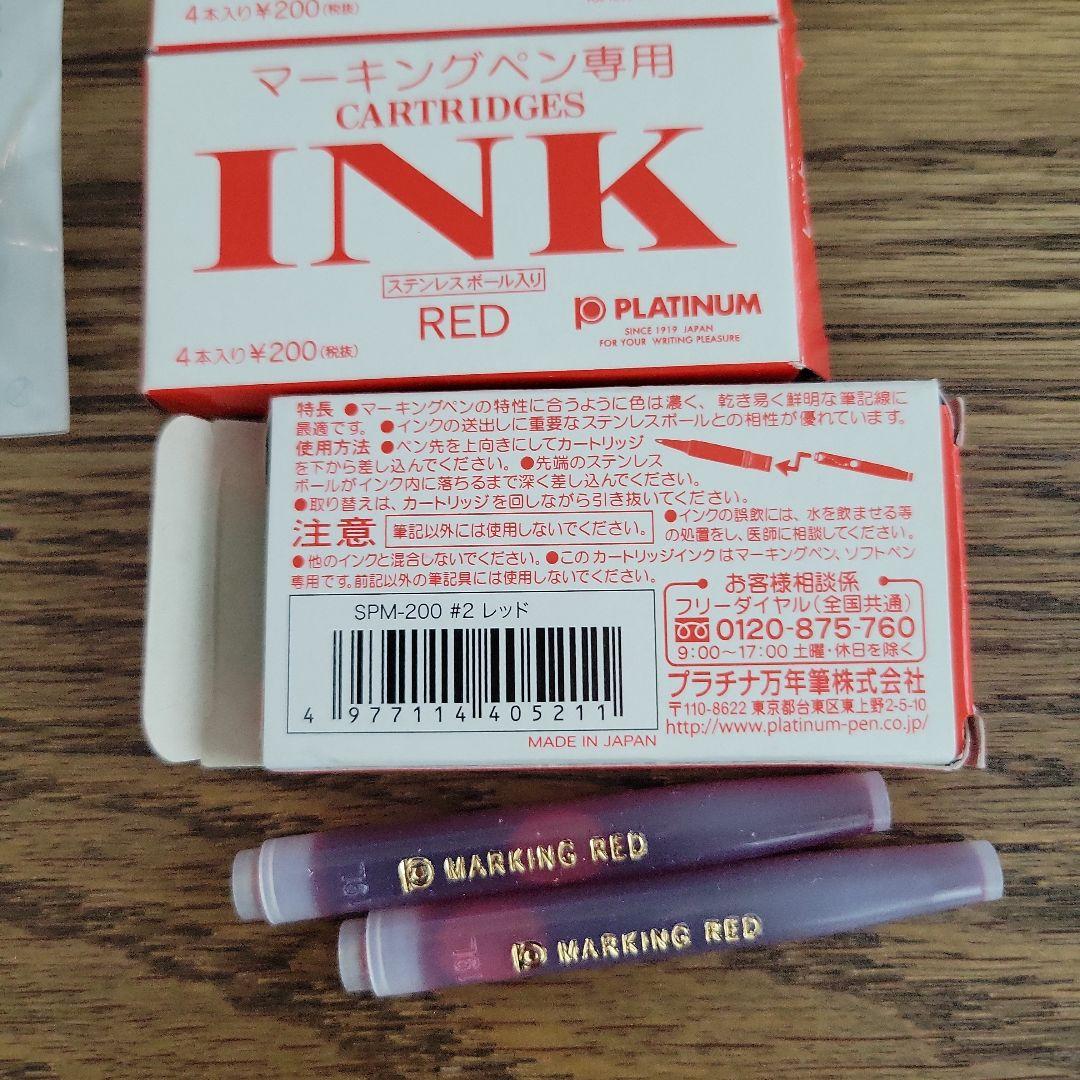 4本入り¥200(税抜)
マーキングペン専用
CARTRIDGES
INK
ステンレスボール入り
RED
PLATINUM
SINCE 1919 JAPAN
FOR YOUR WRITING PLEASURE
4本入り¥200(税抜)
特長 ●マーキングペンの特性に合うように色は濃く、乾き易く鮮明な筆記線に
最適です。 ●インクの送出しに重要なステンレスボールとの相性が優れています。
使用方法 ●ペン先を上向きにしてカートリッジ
を下から差し込んでください。 ●先端のステンレス
ボールがインク内に落ちるまで深く差し込んでください。
●取り替えは、カートリッジを回しながら引き抜いてください。
注意 筆記以外には使用しないでください。
●インクの誤飲には、水を飲ませる等
の処置をし、医師に相談してください。
●他のインクと混合しないでください。●このカートリッジインクはマーキングペン、ソフトペン
専用です。前記以外の筆記具には使用しないでください。
SPM-200 #2 レッド
4 977114 405211
MADE IN JAPAN
お客様相談係
フリーダイヤル(全国共通)
0120-875-760
9:00~17:00 土曜・休日を除く
プラチナ万年筆株式会社
〒110-8622 東京都台東区東上野2-5-10
http://www.platinum-pen.co.jp/
MARKING RED
MARKING RED